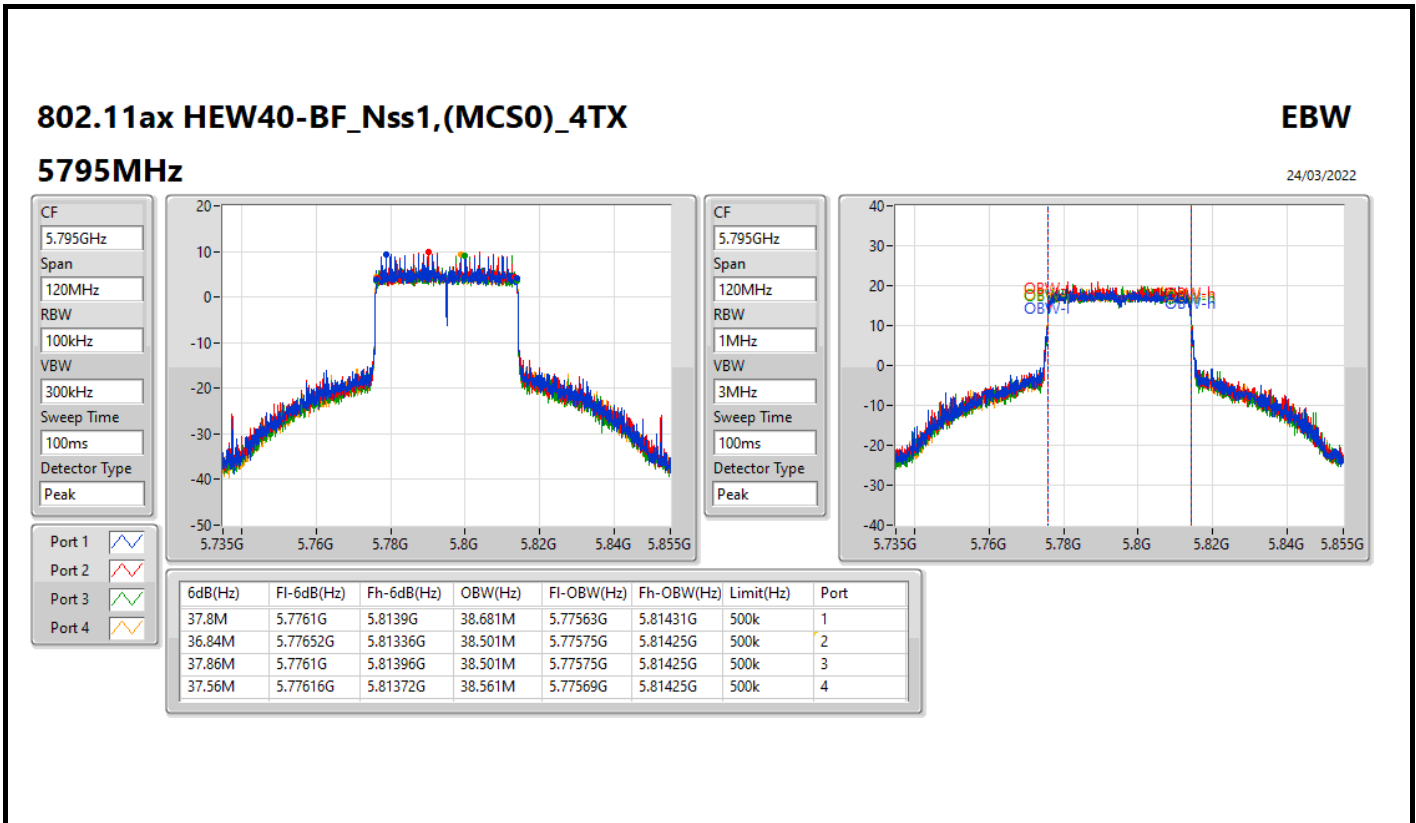 802.11ax HEW40-BF_Nss1,(MCS0)_4TX
EBW
5795MHz
24/03/2022
CF
5.795GHz
Span
120MHz
RBW
100kHz
VBW
300kHz
Sweep Time
100ms
Detector Type
Peak
20
10
0
-10
-20
-30
-40
-50
5.735G 5.76G 5.78G 5.8G 5.82G 5.84G 5.855G
CF
5.795GHz
Span
120MHz
RBW
1MHz
VBW
3MHz
Sweep Time
100ms
Detector Type
Peak
40
30
20
10
0
-10
-20
-30
-40
OBW-l
OBW-h
5.735G 5.76G 5.78G 5.8G 5.82G 5.84G 5.855G
Port 1
Port 2
Port 3
Port 4
6dB(Hz) Fl-6dB(Hz) Fh-6dB(Hz) OBW(Hz) Fl-OBW(Hz) Fh-OBW(Hz) Limit(Hz) Port
37.8M 5.7761G 5.8139G 38.681M 5.77563G 5.81431G 500k 1
36.84M 5.77652G 5.81336G 38.501M 5.77575G 5.81425G 500k 2
37.86M 5.7761G 5.81396G 38.501M 5.77575G 5.81425G 500k 3
37.56M 5.77616G 5.81372G 38.561M 5.77569G 5.81425G 500k 4